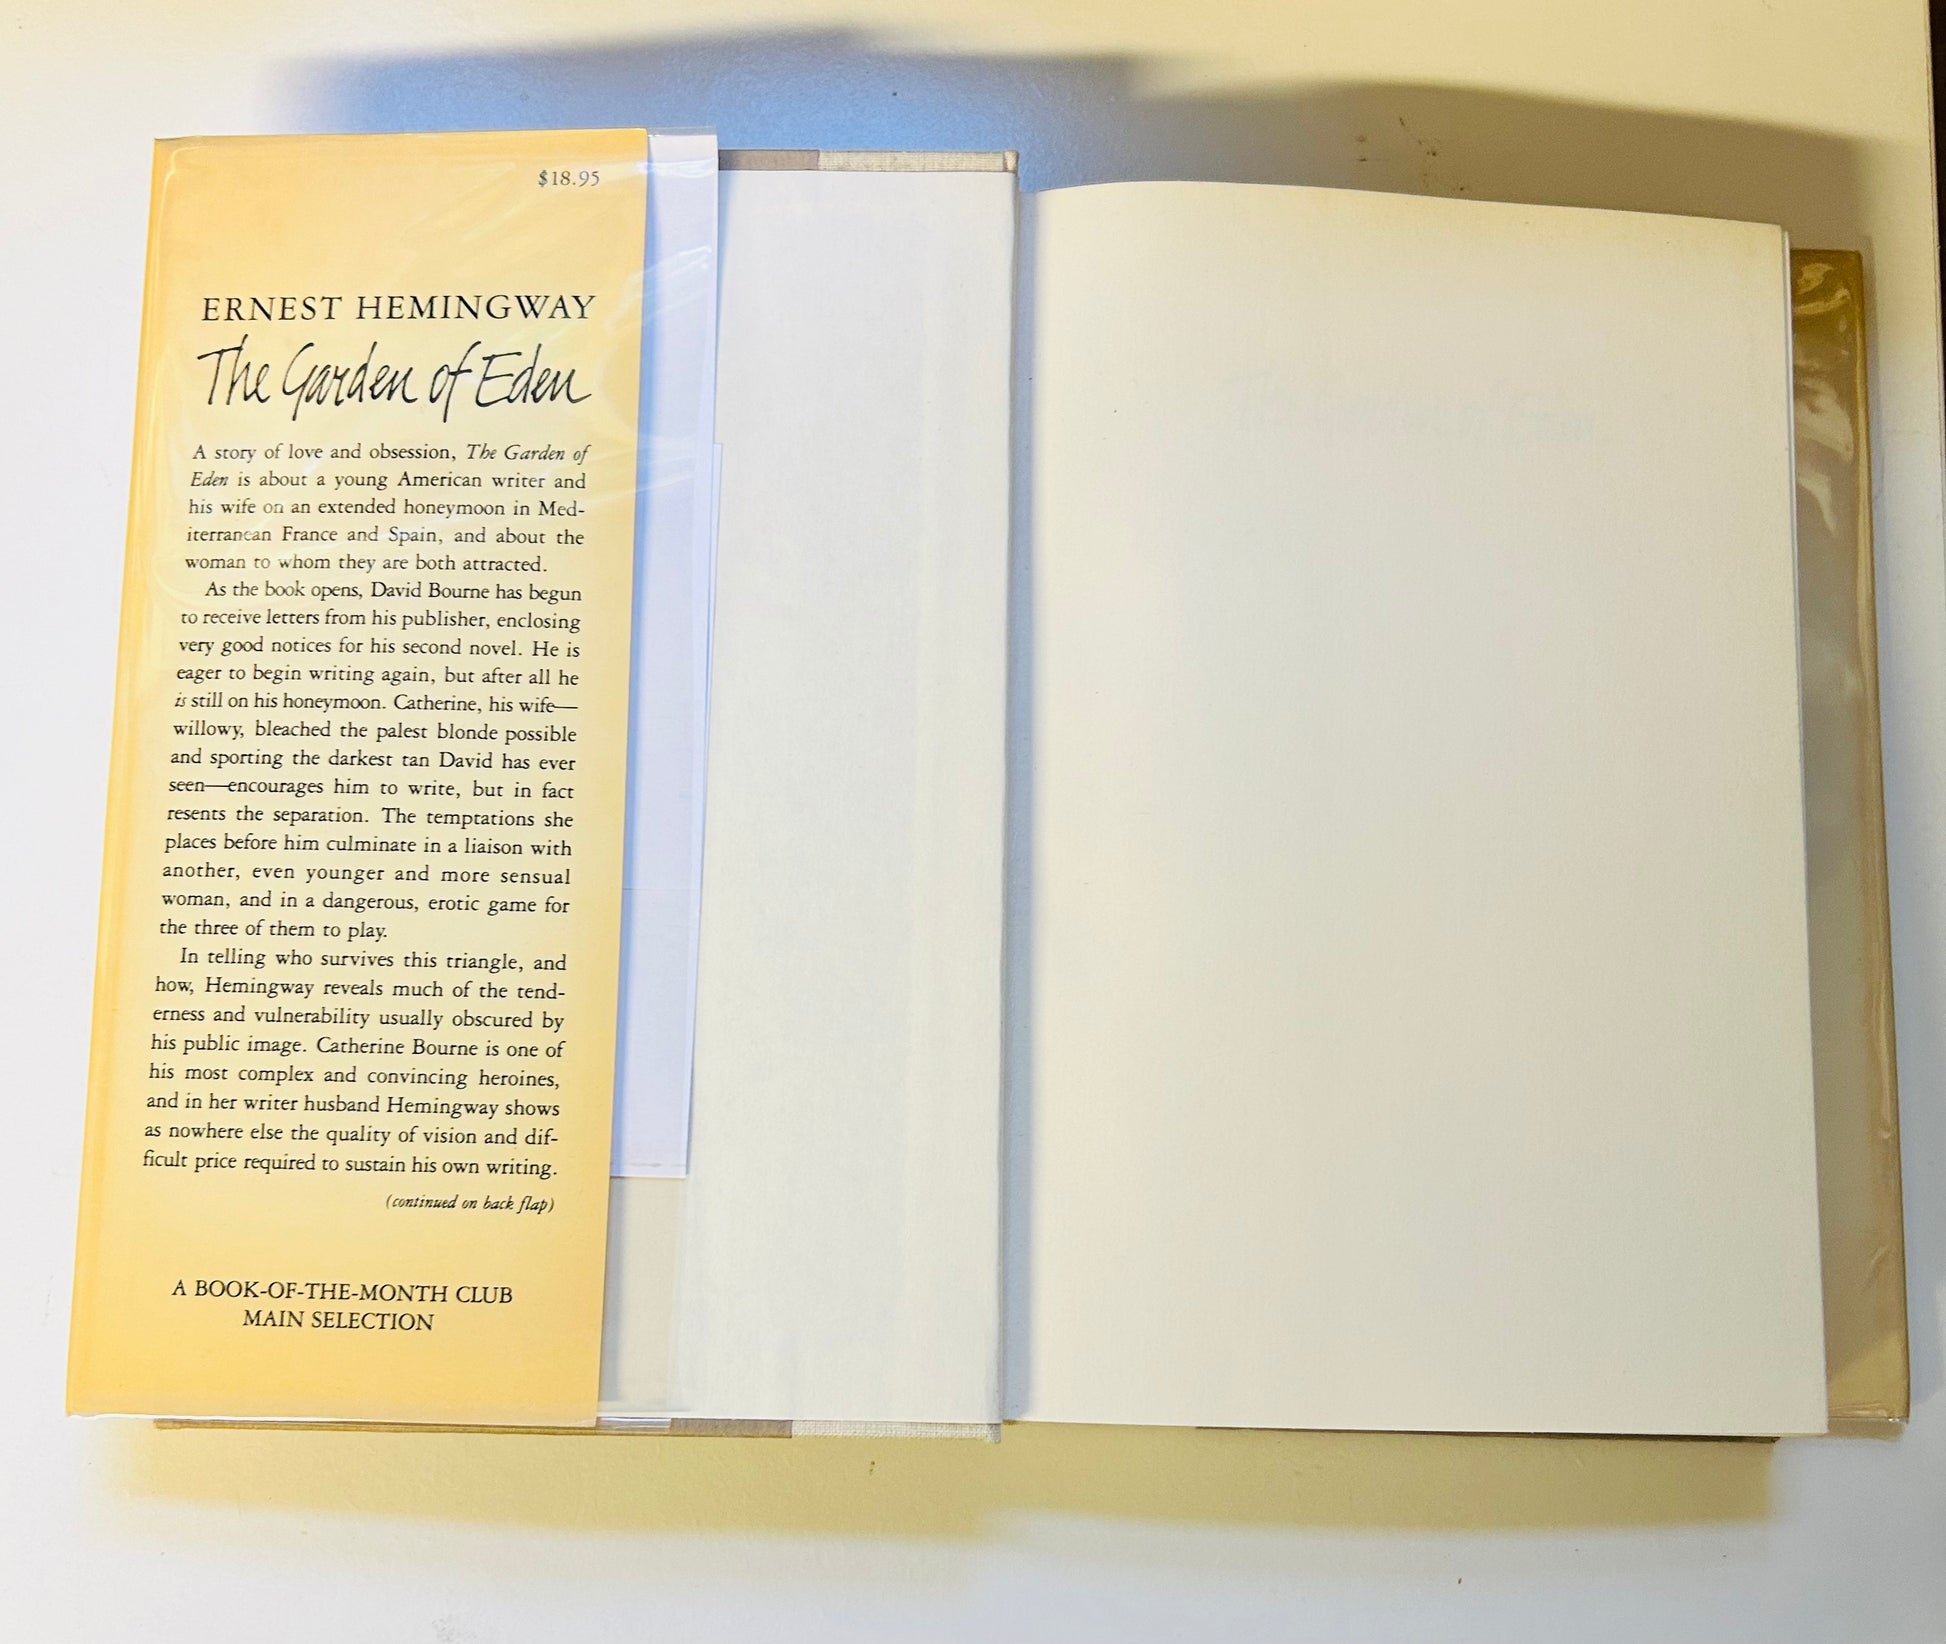 $18.95
ERNEST HEMINGWAY
The Garden of Eden
A story of love and obsession, The Garden of
Eden is about a young American writer and
his wife on an extended honeymoon in Med-
iterranean France and Spain, and about the
woman to whom they are both attracted.
As the book opens, David Bourne has begun
to receive letters from his publisher, enclosing
very good notices for his second novel. He is
eager to begin writing again, but after all he
is still on his honeymoon. Catherine, his wife—
willowy, bleached the palest blonde possible
and sporting the darkest tan David has ever
seen—encourages him to write, but in fact
resents the separation. The temptations she
places before him culminate in a liaison with
another, even younger and more sensual
woman, and in a dangerous, erotic game for
the three of them to play.
In telling who survives this triangle, and
how, Hemingway reveals much of the tend-
erness and vulnerability usually obscured by
his public image. Catherine Bourne is one of
his most complex and convincing heroines,
and in her writer husband Hemingway shows
as nowhere else the quality of vision and dif-
ficult price required to sustain his own writing.
(continued on back flap)
A BOOK-OF-THE-MONTH CLUB
MAIN SELECTION